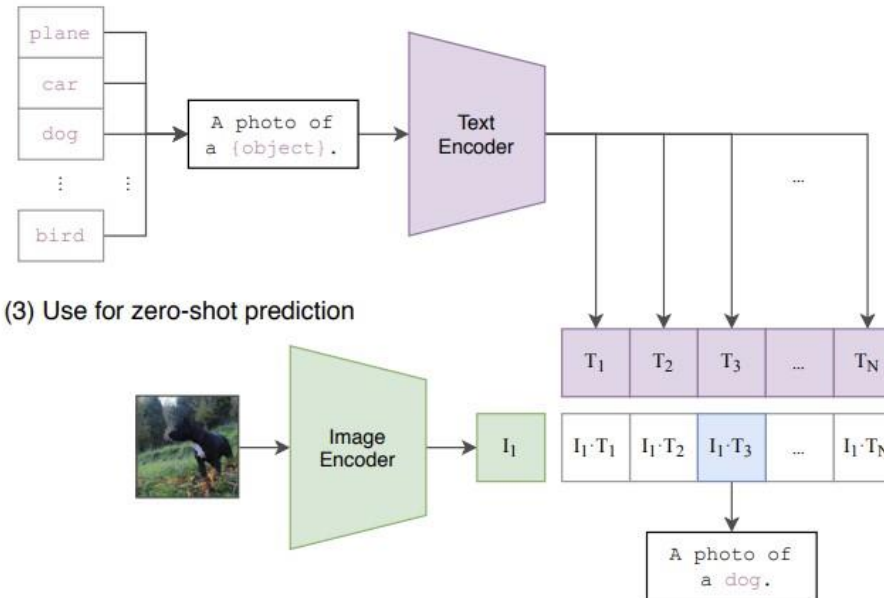 plane
car
dog
⋮ ⋮
bird
A photo of
a {object}.
Text
Encoder
...
(3) Use for zero-shot prediction
T1 T2 T3 ... TN
Image
Encoder
I1
I1·T1 I1·T2 I1·T3 ... I1·TN
A photo of
a dog.